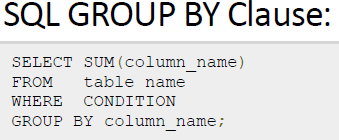 SQL GROUP BY Clause:
SELECT SUM(column_name)
FROM table name
WHERE CONDITION
GROUP BY column_name;